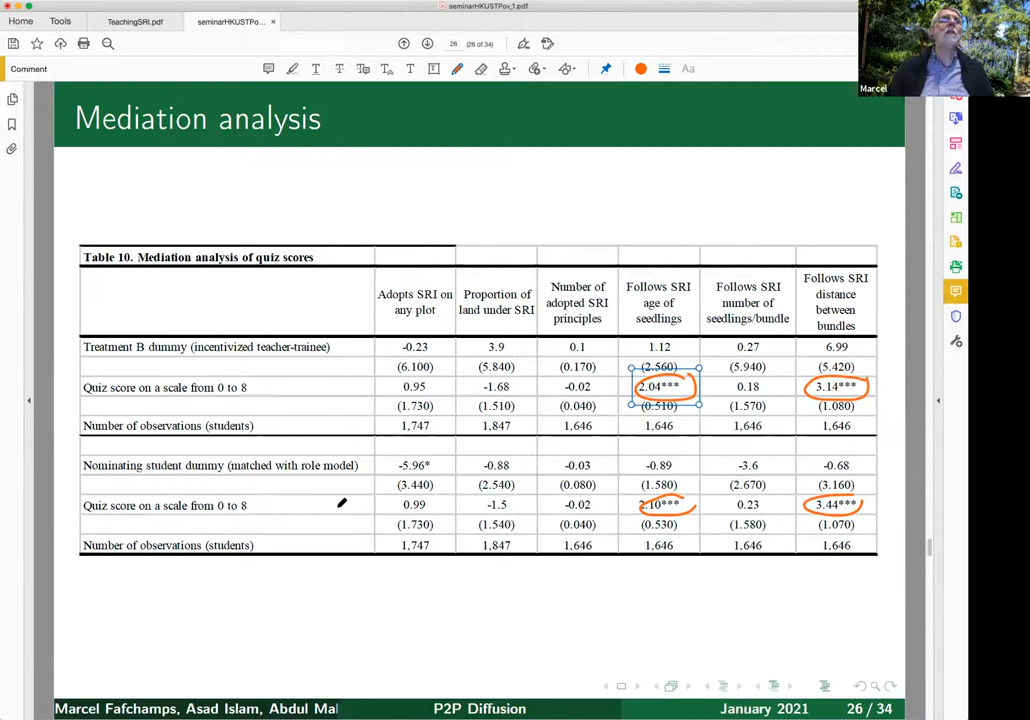 seminarHKUSTPov_1.pdf
Home Tools TeachingSRI.pdf seminarHKUSTPo... ×
26 (26 of 34)
Comment
Aa
Marcel
Mediation analysis
Table 10. Mediation analysis of quiz scores
Adopts SRI on any plot
Proportion of land under SRI
Number of adopted SRI principles
Follows SRI age of seedlings
Follows SRI number of seedlings/bundle
Follows SRI distance between bundles
Treatment B dummy (incentivized teacher-trainee) -0.23 3.9 0.1 1.12 0.27 6.99
(6.100) (5.840) (0.170) (2.560) (5.940) (5.420)
Quiz score on a scale from 0 to 8 0.95 -1.68 -0.02 2.04*** 0.18 3.14***
(1.730) (1.510) (0.040) (0.510) (1.570) (1.080)
Number of observations (students) 1,747 1,847 1,646 1,646 1,646 1,646
Nominating student dummy (matched with role model) -5.96* -0.88 -0.03 -0.89 -3.6 -0.68
(3.440) (2.540) (0.080) (1.580) (2.670) (3.160)
Quiz score on a scale from 0 to 8 0.99 -1.5 -0.02 2.10*** 0.23 3.44***
(1.730) (1.540) (0.040) (0.530) (1.580) (1.070)
Number of observations (students) 1,747 1,847 1,646 1,646 1,646 1,646
Marcel Fafchamps, Asad Islam, Abdul Mal P2P Diffusion January 2021 26 / 34